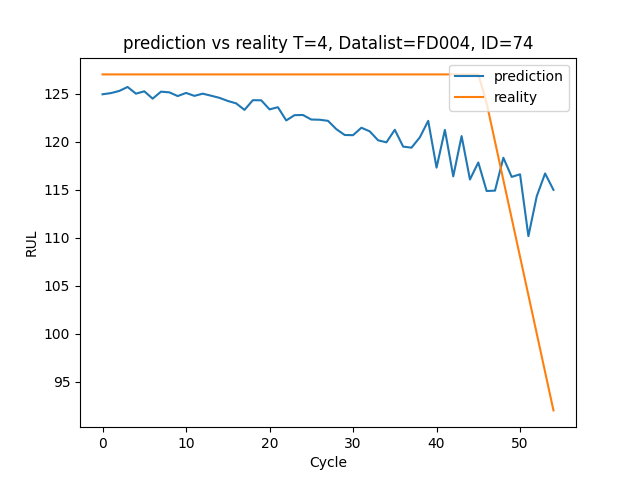 prediction vs reality T=4, Datalist=FD004, ID=74
prediction
reality
125
120
115
110
105
100
95
RUL
0 10 20 30 40 50
Cycle